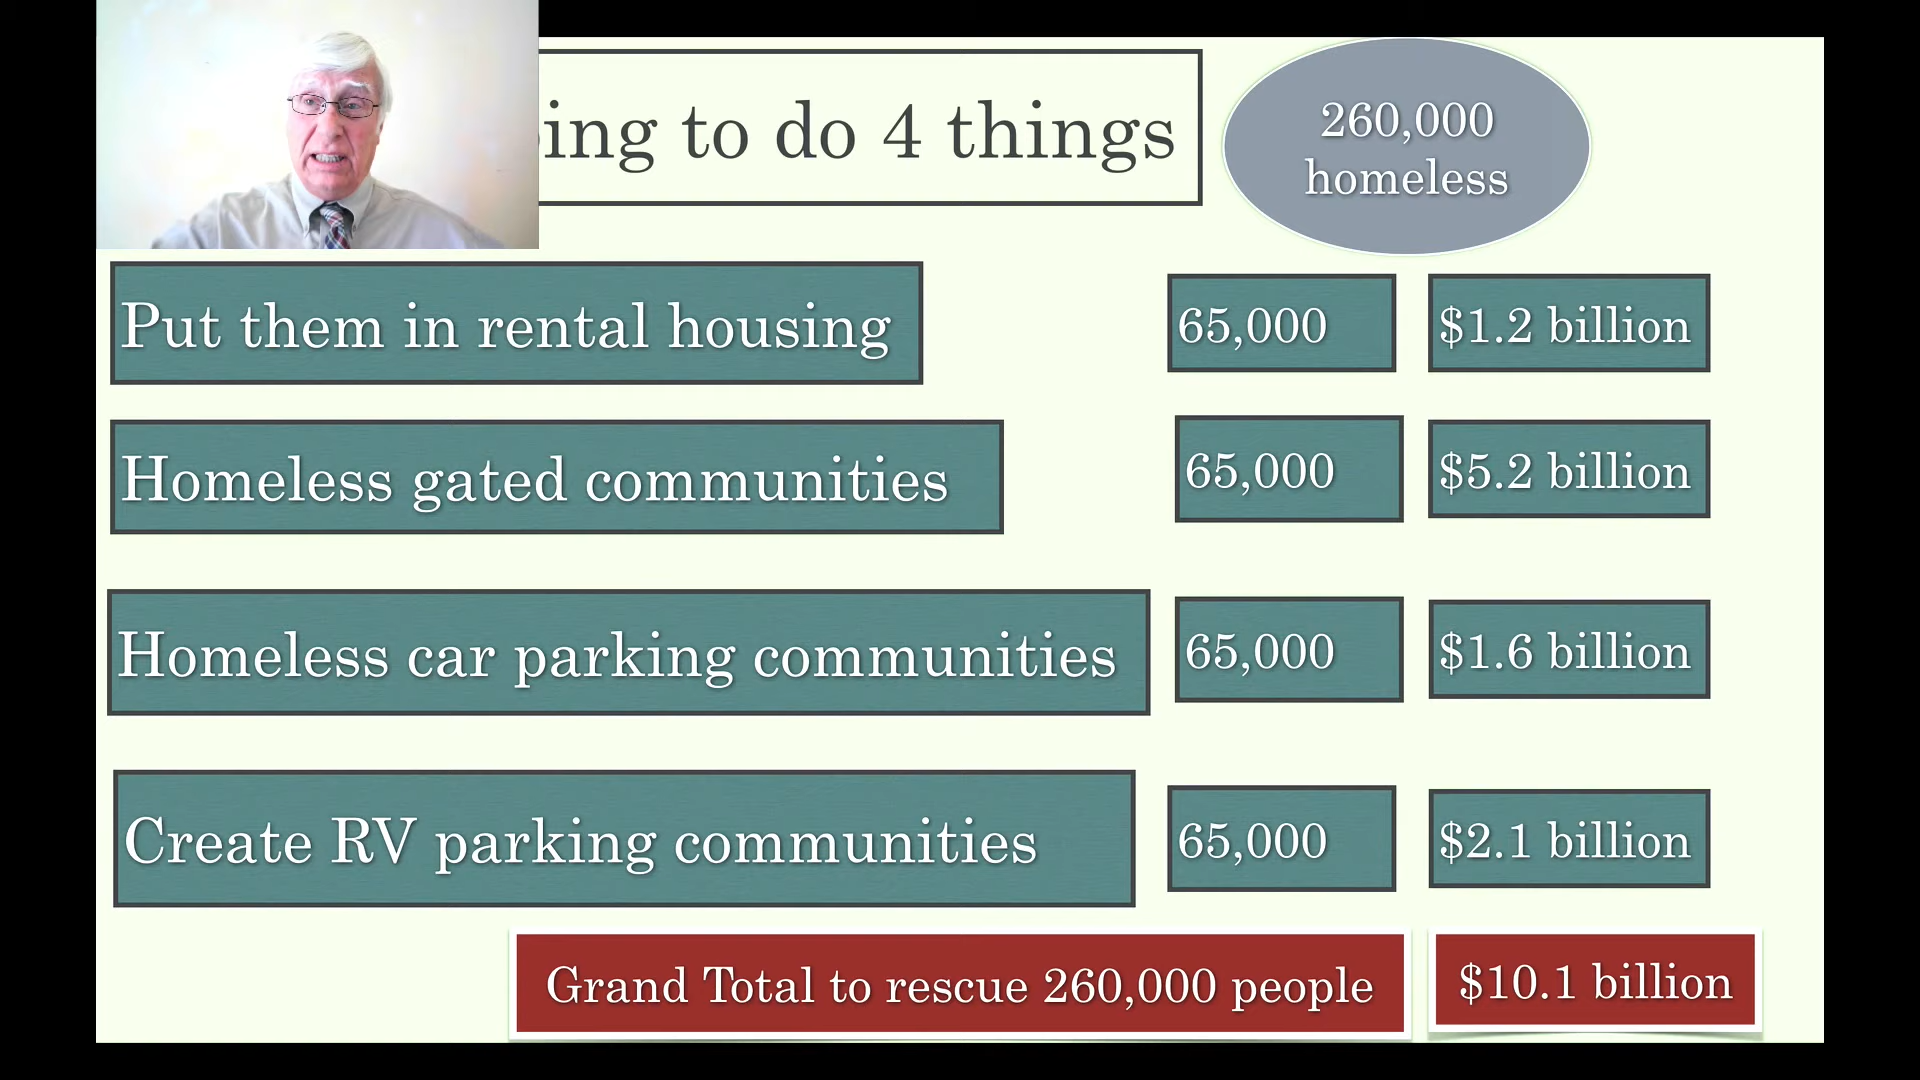 ing to do 4 things
260,000
homeless
Put them in rental housing
65,000
$1.2 billion
Homeless gated communities
65,000
$5.2 billion
Homeless car parking communities
65,000
$1.6 billion
Create RV parking communities
65,000
$2.1 billion
Grand Total to rescue 260,000 people
$10.1 billion